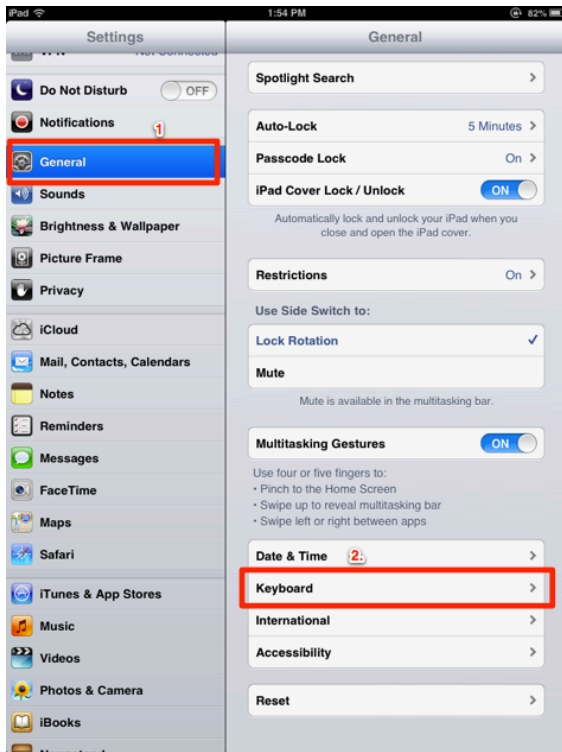 iPad
1:54 PM
82%
Settings
General
Not Connected
Do Not Disturb
OFF
Notifications
1
General
Sounds
Brightness & Wallpaper
Picture Frame
Privacy
iCloud
Mail, Contacts, Calendars
Notes
Reminders
Messages
FaceTime
Maps
Safari
iTunes & App Stores
Music
Videos
Photos & Camera
iBooks
Spotlight Search
Auto-Lock
5 Minutes
Passcode Lock
On
iPad Cover Lock / Unlock
ON
Automatically lock and unlock your iPad when you
close and open the iPad cover.
Restrictions
On
Use Side Switch to:
Lock Rotation
Mute
Mute is available in the multitasking bar.
Multitasking Gestures
ON
Use four or five fingers to:
• Pinch to the Home Screen
• Swipe up to reveal multitasking bar
• Swipe left or right between apps
Date & Time
2.
Keyboard
International
Accessibility
Reset